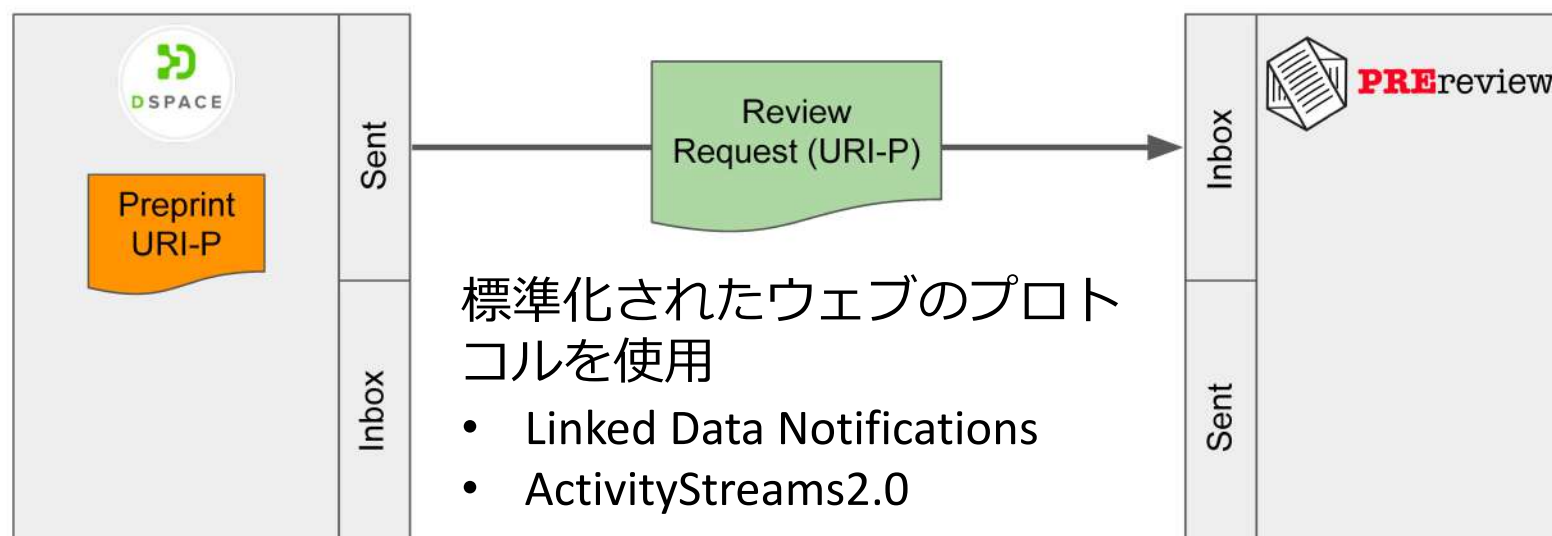 DSPACE
Preprint
URI-P
Sent
Inbox
Review
Request (URI-P)
標準化されたウェブのプロト
コルを使用
• Linked Data Notifications
• ActivityStreams2.0
Inbox
Sent
PREreview